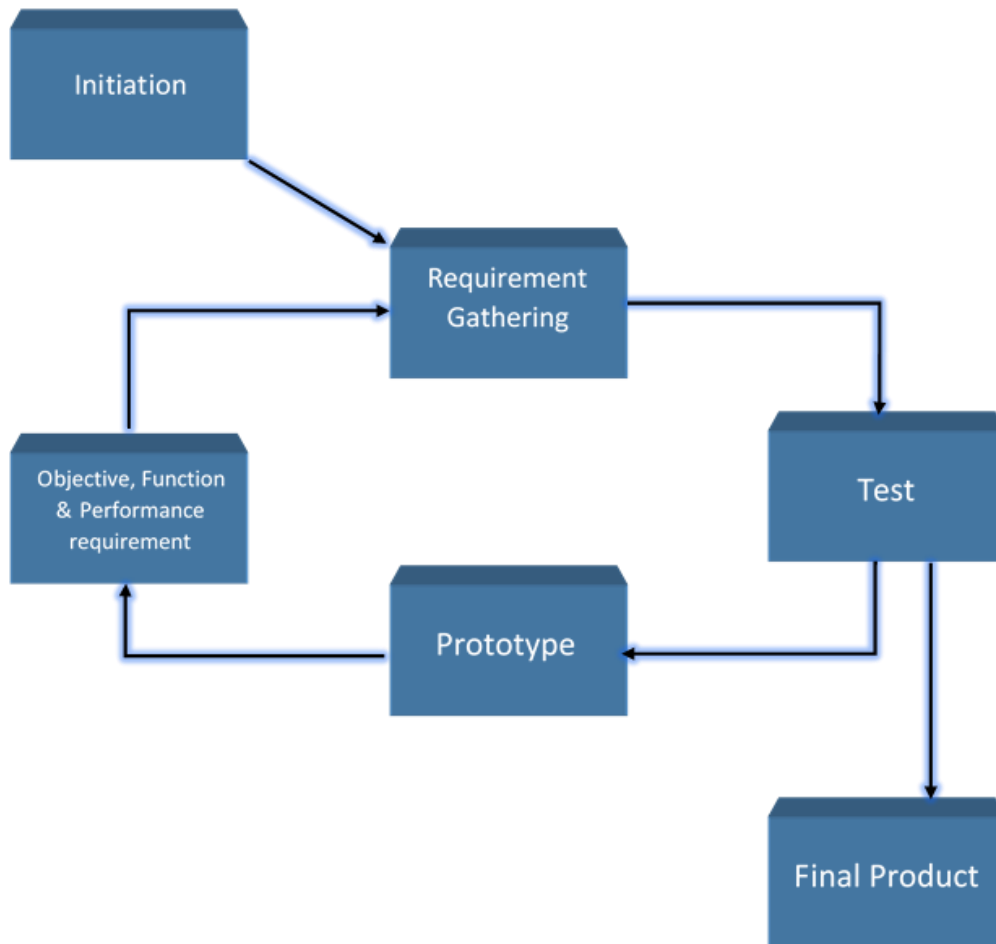 Initiation
Requirement
Gathering
Objective, Function
& Performance
requirement
Test
Prototype
Final Product